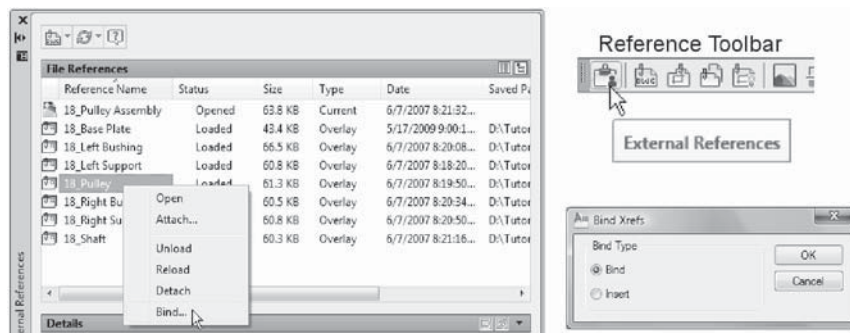 File References
Reference Name Status Size Type Date Saved Pa
18_Pulley Assembly Opened 63.8 KB Current 6/7/2007 8:21:32...
18_Base Plate Loaded 43.4 KB Overlay 5/17/2009 9:00:1... D:\Tutor
18_Left Bushing Loaded 66.5 KB Overlay 6/7/2007 8:20:08... D:\Tutor
18_Left Support Loaded 60.8 KB Overlay 6/7/2007 8:18:20... D:\Tutor
18_Pulley Loaded 61.3 KB Overlay 6/7/2007 8:19:50... D:\Tutor
18_Right Bu 60.5 KB Overlay 6/7/2007 8:20:34... D:\Tutor
18_Right Su 60.8 KB Overlay 6/7/2007 8:20:50... D:\Tutor
18_Shaft 60.3 KB Overlay 6/7/2007 8:21:16... D:\Tutor
Open
Attach...
Unload
Reload
Detach
Bind...
Details
ernal References
Reference Toolbar
External References
Bind Xrefs
Bind Type
Bind
Insert
OK
Cancel